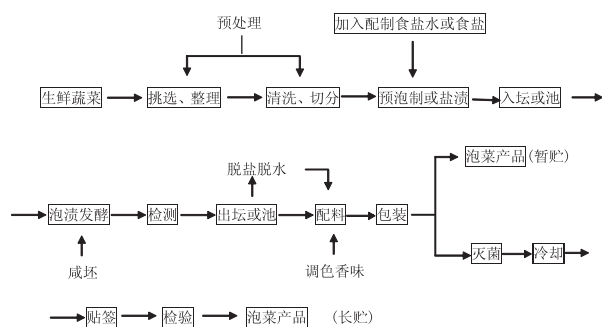 预处理
加入配制食盐水或食盐
生鲜蔬菜 挑选、整理 清洗、切分 预泡制或盐渍 入坛或池
泡菜产品(暂贮)
脱盐脱水
泡渍发酵 检测 出坛或池 配料 包装
灭菌 冷却
咸坯 调色香味
贴签 检验 泡菜产品 (长贮)